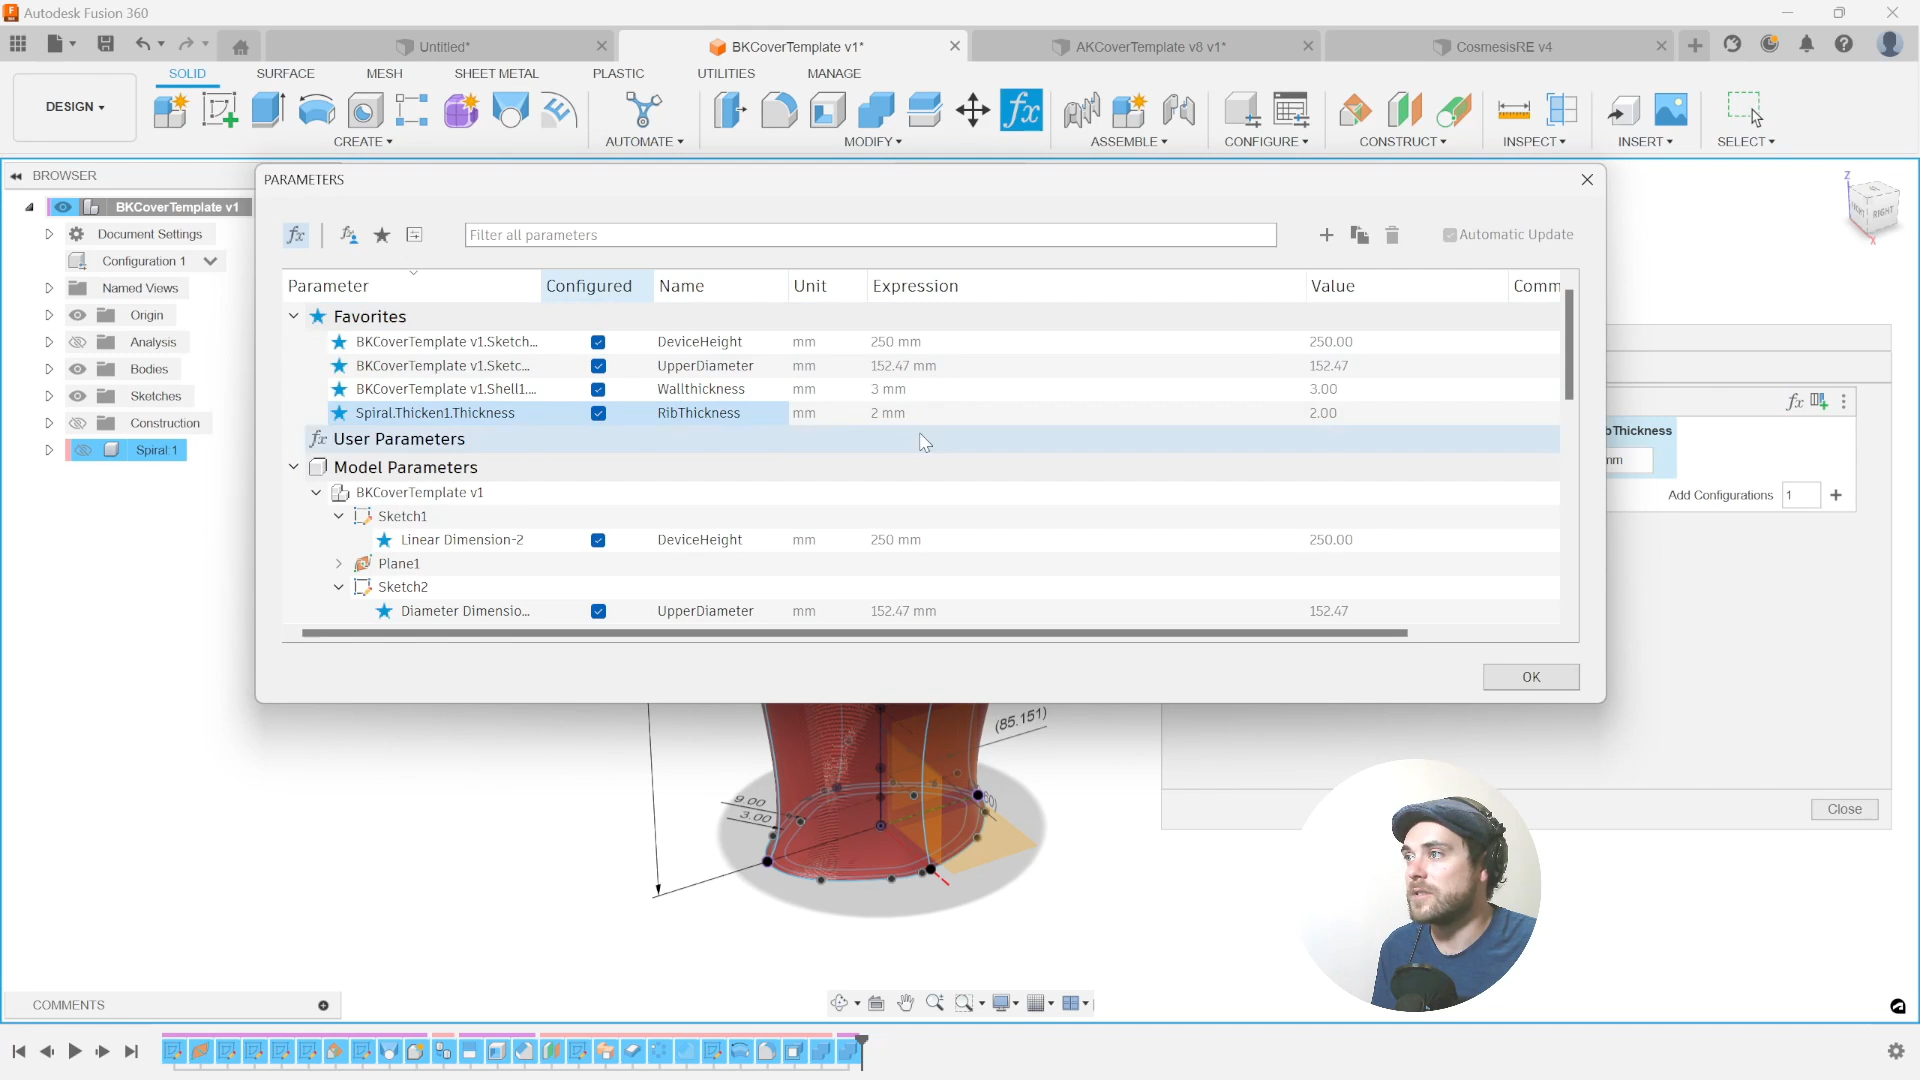 Autodesk Fusion 360
Untitled*
BKCoverTemplate v1*
AKCoverTemplate v8 v1*
CosmesisRE v4
DESIGN
SOLID SURFACE MESH SHEET METAL PLASTIC UTILITIES MANAGE
CREATE AUTOMATE MODIFY ASSEMBLE CONFIGURE CONSTRUCT INSPECT INSERT SELECT
BROWSER
BKCoverTemplate v1
Document Settings
Configuration 1
Named Views
Origin
Analysis
Bodies
Sketches
Construction
Spiral:1
PARAMETERS
fx
Filter all parameters
Automatic Update
Parameter Configured Name Unit Expression Value Comm
Favorites
BKCoverTemplate v1.Sketch... DeviceHeight mm 250 mm 250.00
BKCoverTemplate v1.Sketc... UpperDiameter mm 152.47 mm 152.47
BKCoverTemplate v1.Shell1.... Wallthickness mm 3 mm 3.00
Spiral.Thicken1.Thickness RibThickness mm 2 mm 2.00
fx User Parameters
Model Parameters
BKCoverTemplate v1
Sketch1
Linear Dimension-2 DeviceHeight mm 250 mm 250.00
Plane1
Sketch2
Diameter Dimensio... UpperDiameter mm 152.47 mm 152.47
OK
Z
RIGHT
X
fx
bThickness
mm
Add Configurations 1
Close
(85.151)
9.00
3.00
COMMENTS